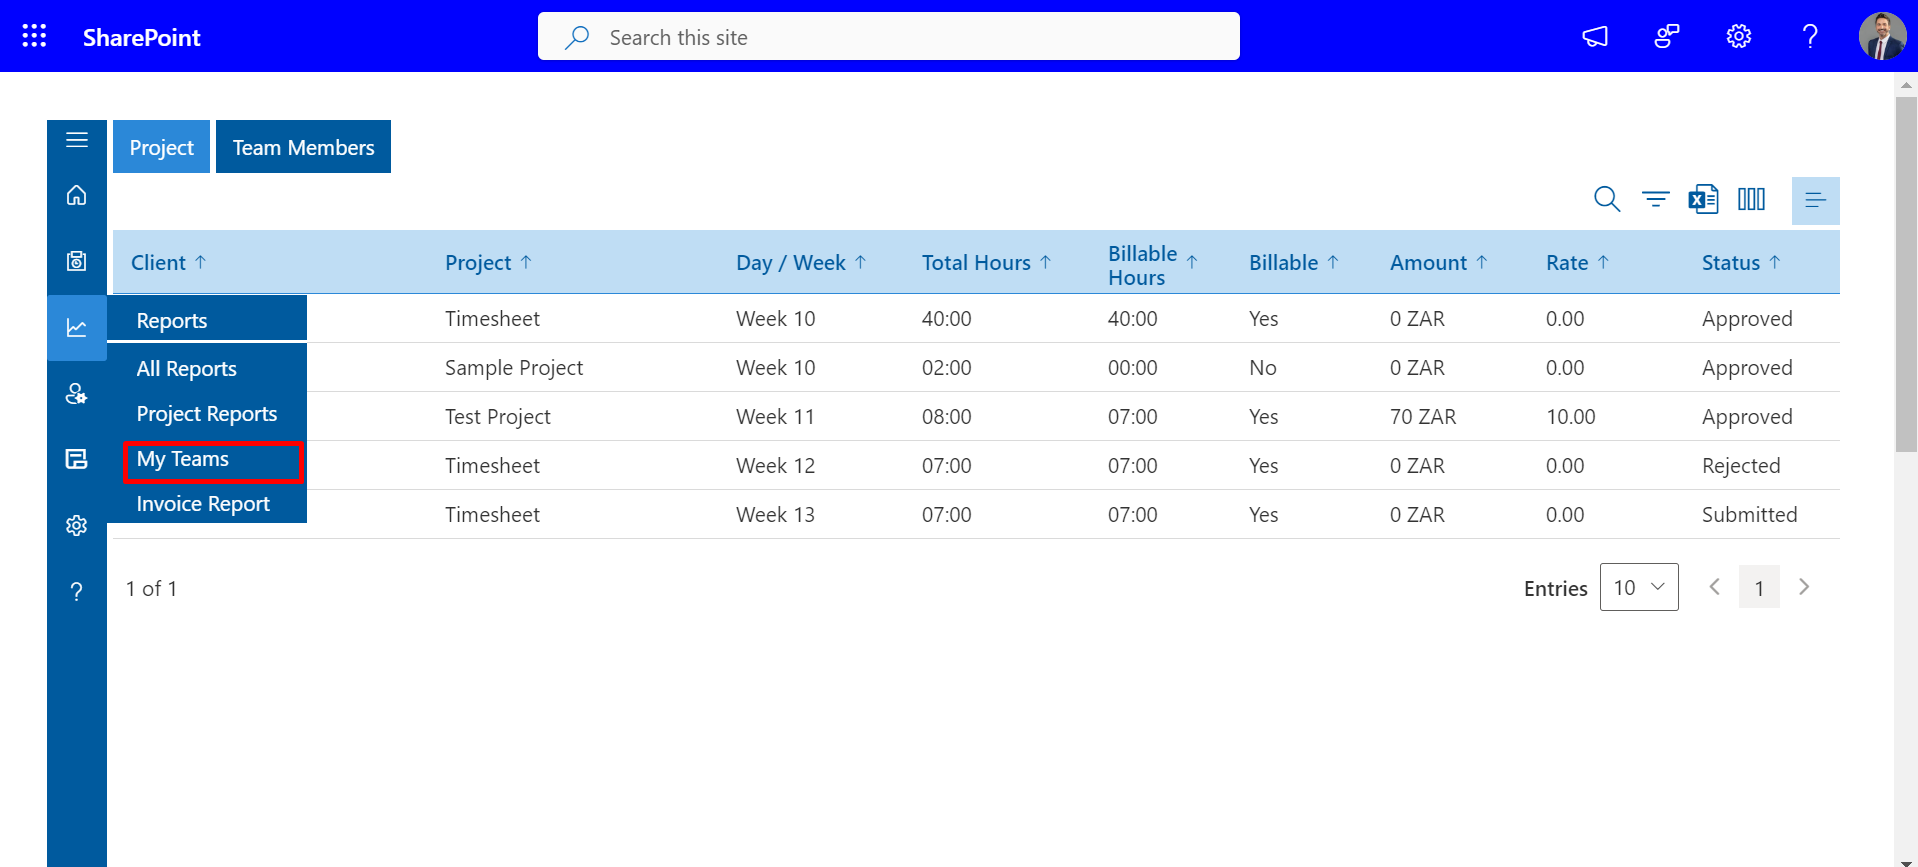 SharePoint
Search this site
Project
Team Members
Client ↑ Project ↑ Day / Week ↑ Total Hours ↑ Billable Hours ↑ Billable ↑ Amount ↑ Rate ↑ Status ↑
Reports
All Reports
Project Reports
My Teams
Invoice Report
Timesheet Week 10 40:00 40:00 Yes 0 ZAR 0.00 Approved
Sample Project Week 10 02:00 00:00 No 0 ZAR 0.00 Approved
Test Project Week 11 08:00 07:00 Yes 70 ZAR 10.00 Approved
Timesheet Week 12 07:00 07:00 Yes 0 ZAR 0.00 Rejected
Timesheet Week 13 07:00 07:00 Yes 0 ZAR 0.00 Submitted
1 of 1
Entries 10 1